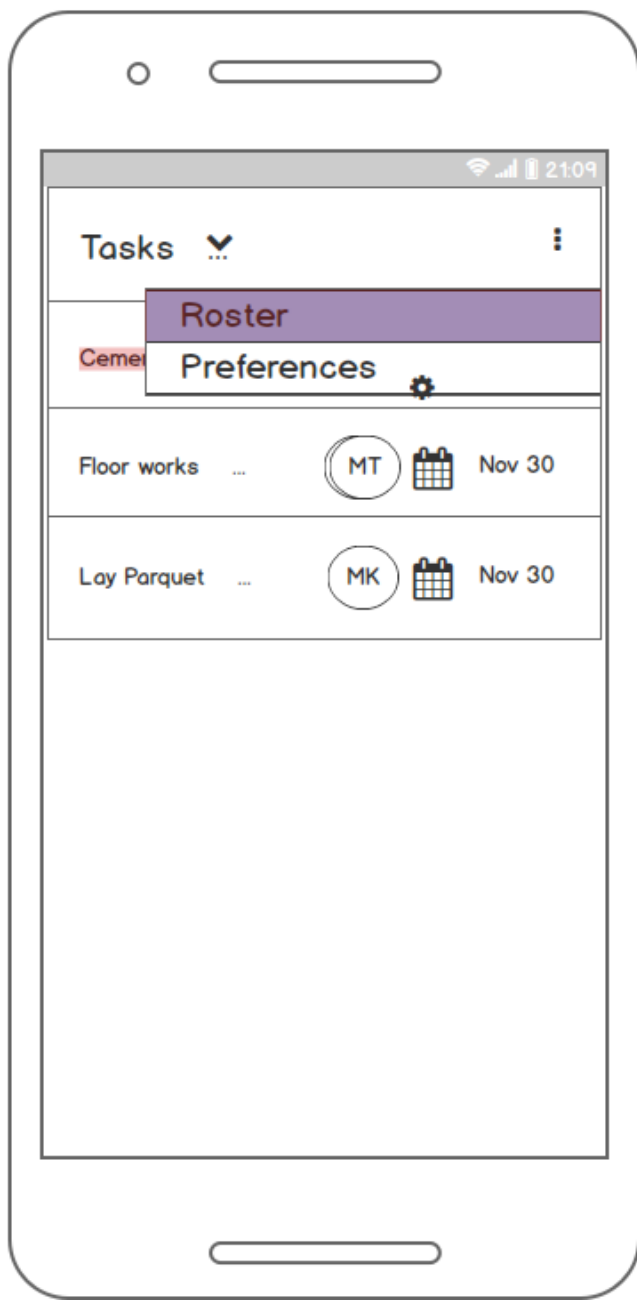 21:09
Tasks
Roster
Preferences
Cemer
Floor works ... MT Nov 30
Lay Parquet ... MK Nov 30